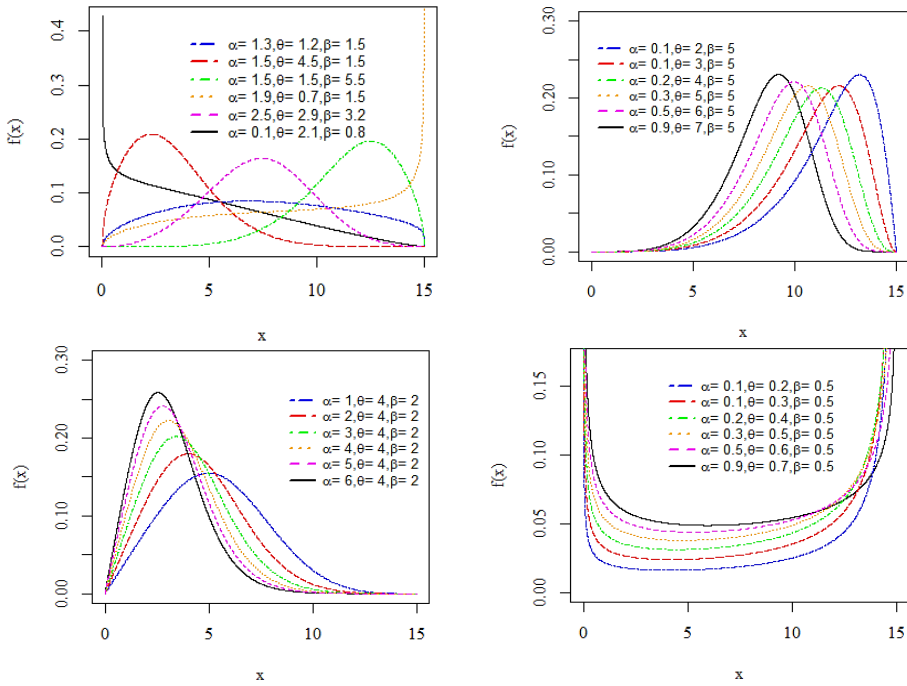 α= 1.3,θ= 1.2,β= 1.5
α= 1.5,θ= 4.5,β= 1.5
α= 1.5,θ= 1.5,β= 5.5
α= 1.9,θ= 0.7,β= 1.5
α= 2.5,θ= 2.9,β= 3.2
α= 0.1,θ= 2.1,β= 0.8
f(x)
0.4
0.3
0.2
0.1
0.0
0 5 10 15
x
α= 0.1,θ= 2,β= 5
α= 0.1,θ= 3,β= 5
α= 0.2,θ= 4,β= 5
α= 0.3,θ= 5,β= 5
α= 0.5,θ= 6,β= 5
α= 0.9,θ= 7,β= 5
f(x)
0.30
0.20
0.10
0.00
0 5 10 15
x
α= 1,θ= 4,β= 2
α= 2,θ= 4,β= 2
α= 3,θ= 4,β= 2
α= 4,θ= 4,β= 2
α= 5,θ= 4,β= 2
α= 6,θ= 4,β= 2
f(x)
0.30
0.20
0.10
0.00
0 5 10 15
x
α= 0.1,θ= 0.2,β= 0.5
α= 0.1,θ= 0.3,β= 0.5
α= 0.2,θ= 0.4,β= 0.5
α= 0.3,θ= 0.5,β= 0.5
α= 0.5,θ= 0.6,β= 0.5
α= 0.9,θ= 0.7,β= 0.5
f(x)
0.15
0.10
0.05
0.00
0 5 10 15
x